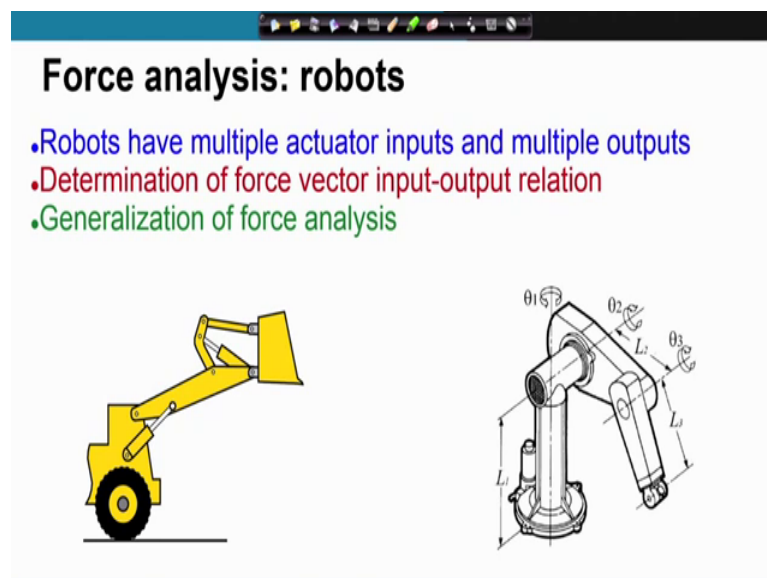 Force analysis: robots
•Robots have multiple actuator inputs and multiple outputs
•Determination of force vector input-output relation
•Generalization of force analysis
θ1
θ2
θ3
L2
L3
L1